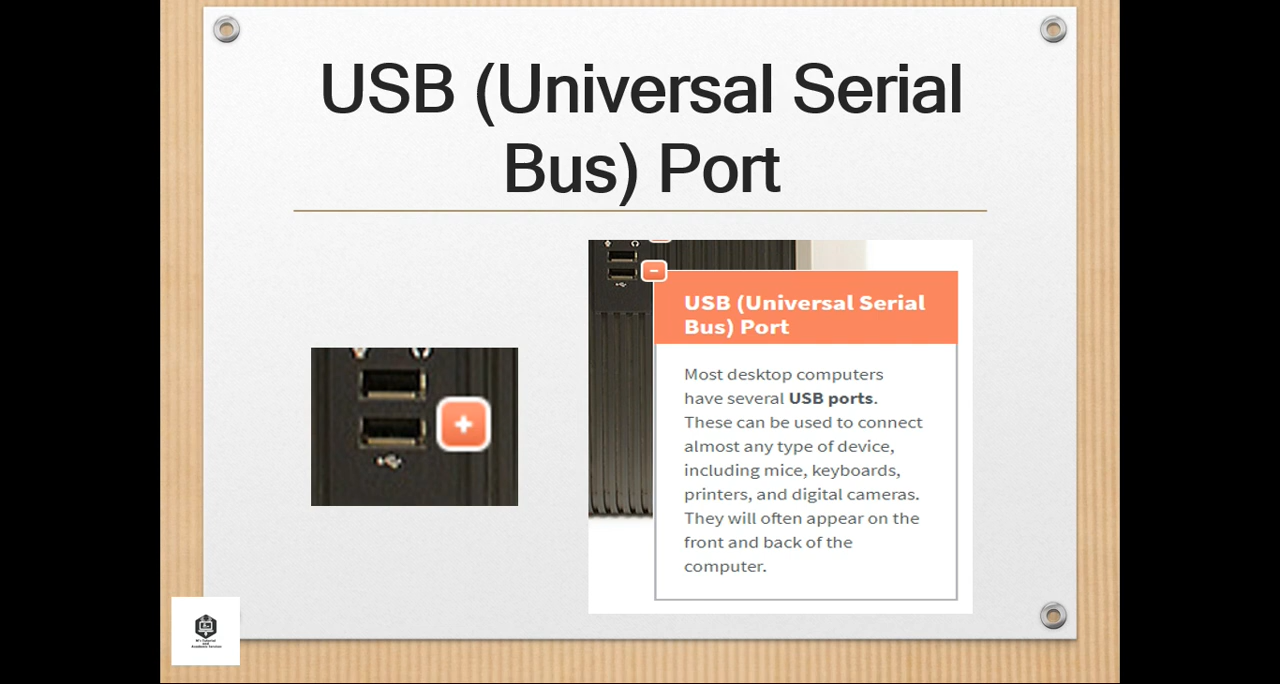 USB (Universal Serial
Bus) Port
USB (Universal Serial
Bus) Port
Most desktop computers
have several USB ports.
These can be used to connect
almost any type of device,
including mice, keyboards,
printers, and digital cameras.
They will often appear on the
front and back of the
computer.